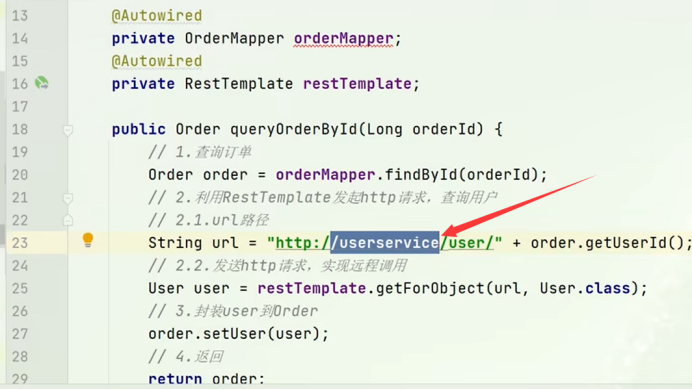 13 @Autowired
14 private OrderMapper orderMapper;
15 @Autowired
16 private RestTemplate restTemplate;
17
18 public Order queryOrderById(Long orderId) {
19 // 1.查询订单
20 Order order = orderMapper.findById(orderId);
21 // 2.利用RestTemplate发起http请求，查询用户
22 // 2.1.url路径
23 String url = "http://userservice/user/" + order.getUserId();
24 // 2.2.发送http请求，实现远程调用
25 User user = restTemplate.getForObject(url, User.class);
26 // 3.封装user到Order
27 order.setUser(user);
28 // 4.返回
29 return order;